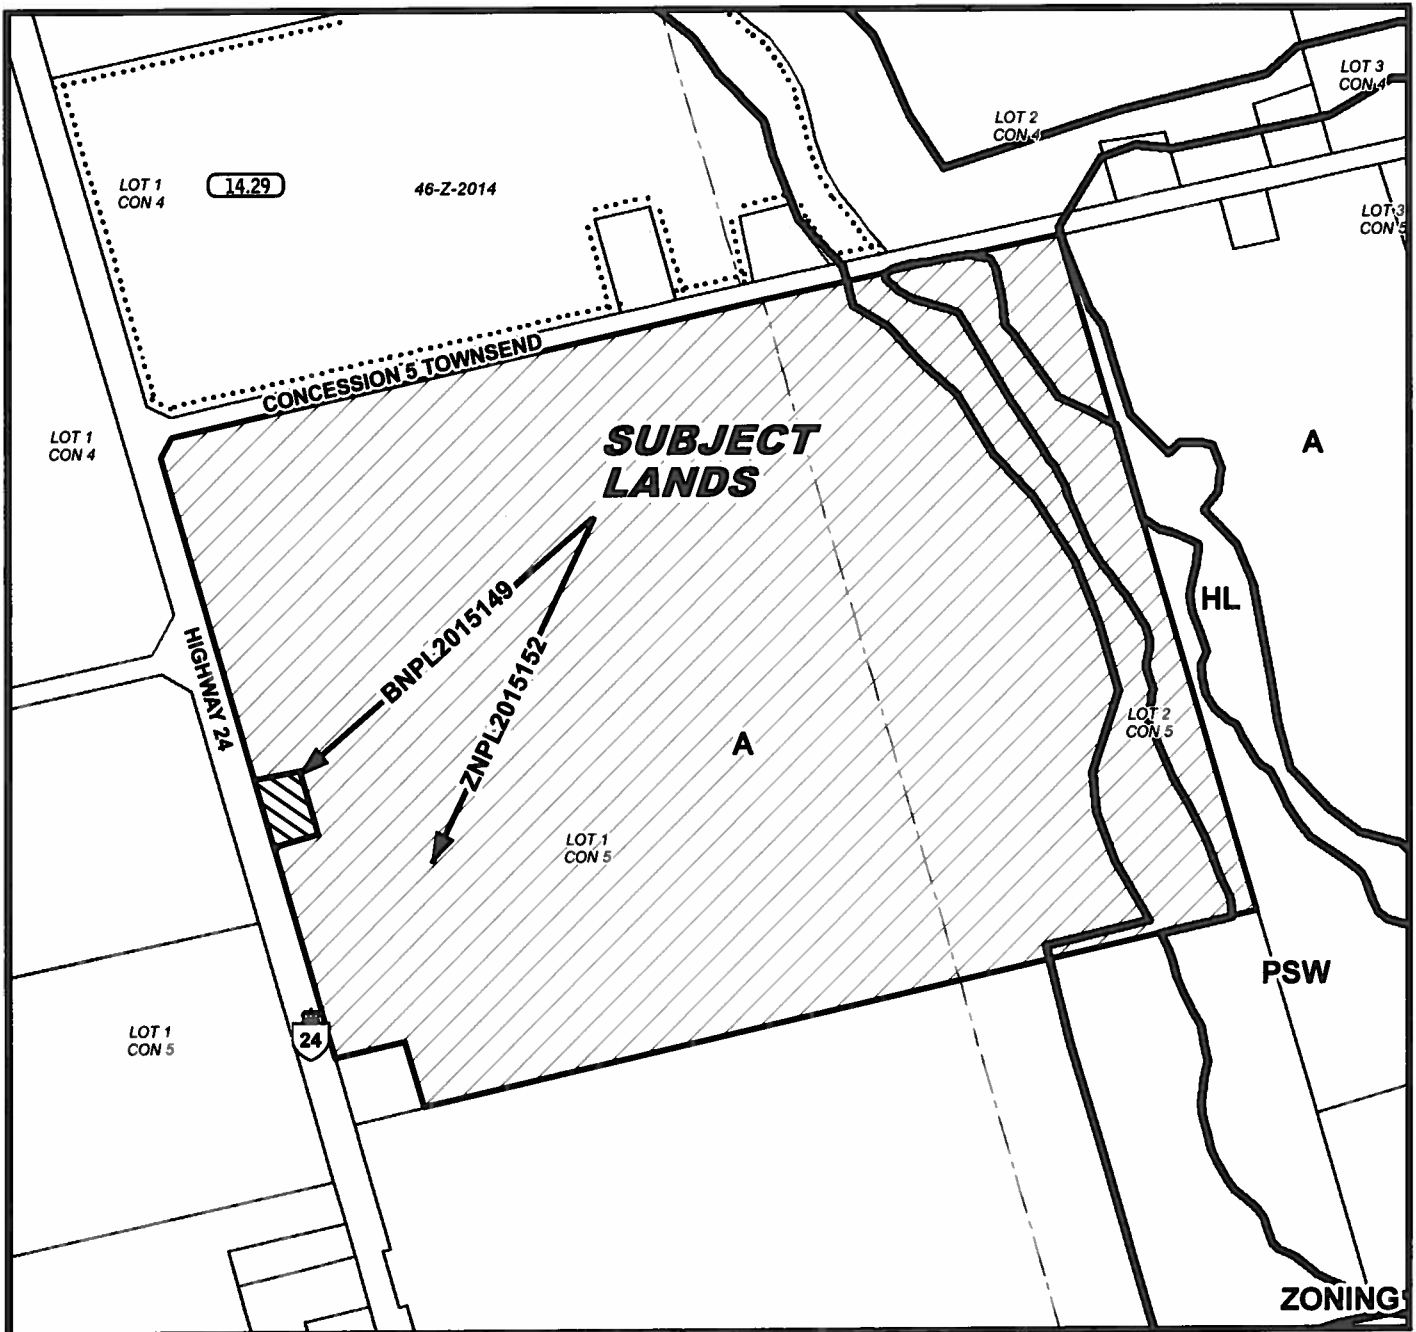 LOT 3
CON 4
LOT 2
CON 4
LOT 1
CON 4
14.29
46-Z-2014
LOT 3
CON 5
CONCESSION 5 TOWNSEND
LOT 1
CON 4
SUBJECT
LANDS
A
BNPL2015149
HL
HIGHWAY 24
ZNPL2015152
LOT 2
CON 5
A
LOT 1
CON 5
PSW
LOT 1
CON 5
24
ZONING